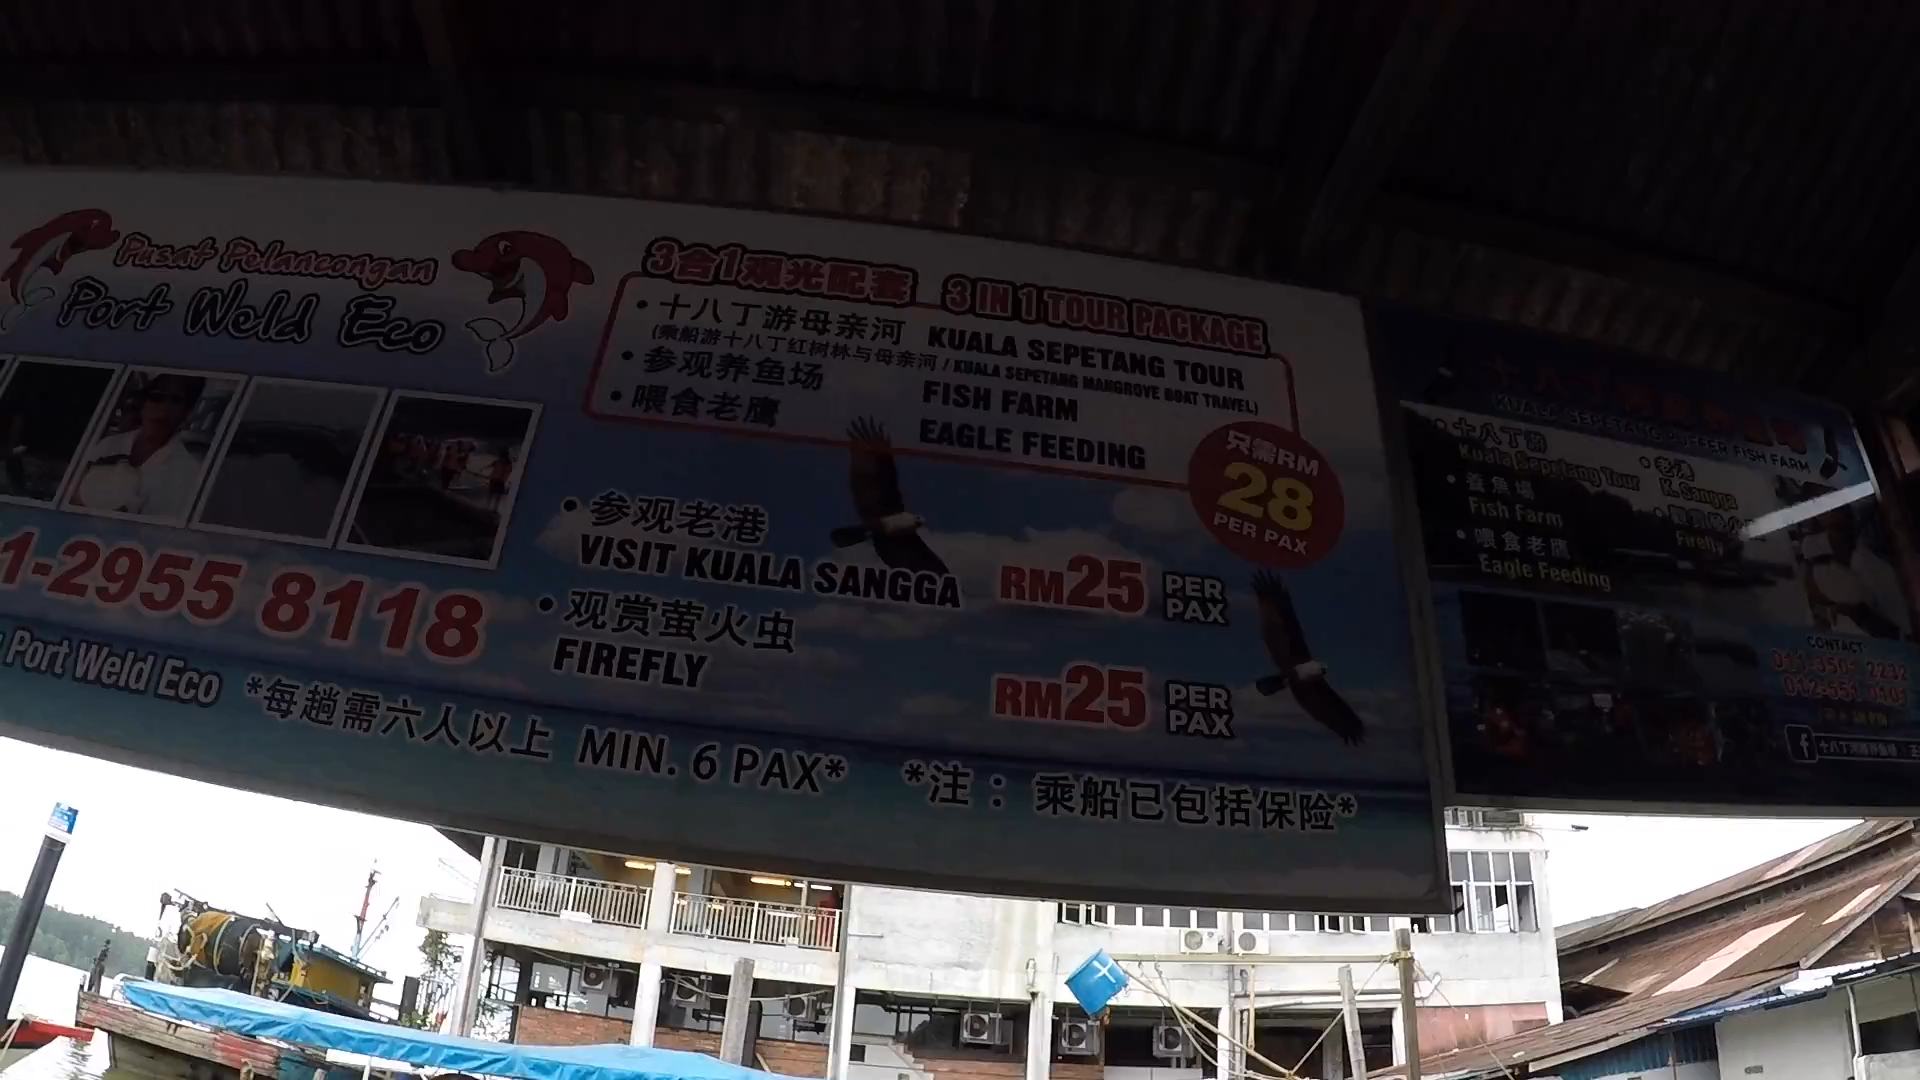 Pusat Pelancongan
Port Weld Eco
1-2955 8118
Port Weld Eco
3合1观光配套 3 IN 1 TOUR PACKAGE
• 十八丁游母亲河 KUALA SEPETANG TOUR
(乘船游十八丁红树林与母亲河 / KUALA SEPETANG MANGROVE BOAT TRAVEL)
• 参观养鱼场 FISH FARM
• 喂食老鹰 EAGLE FEEDING
只需RM
28
PER PAX
• 参观老港
VISIT KUALA SANGGA RM25 PER PAX
• 观赏萤火虫
FIREFLY RM25 PER PAX
*每趟需六人以上 MIN. 6 PAX* *注： 乘船已包括保险*
KUALA SEPETANG PUFFER FISH FARM
• 十八丁游
Kuala Sepetang Tour
• 養魚場
Fish Farm
• 喂食老鹰
Eagle Feeding
• 老港
K. Sangga
Firefly
CONTACT
011-3501 2232